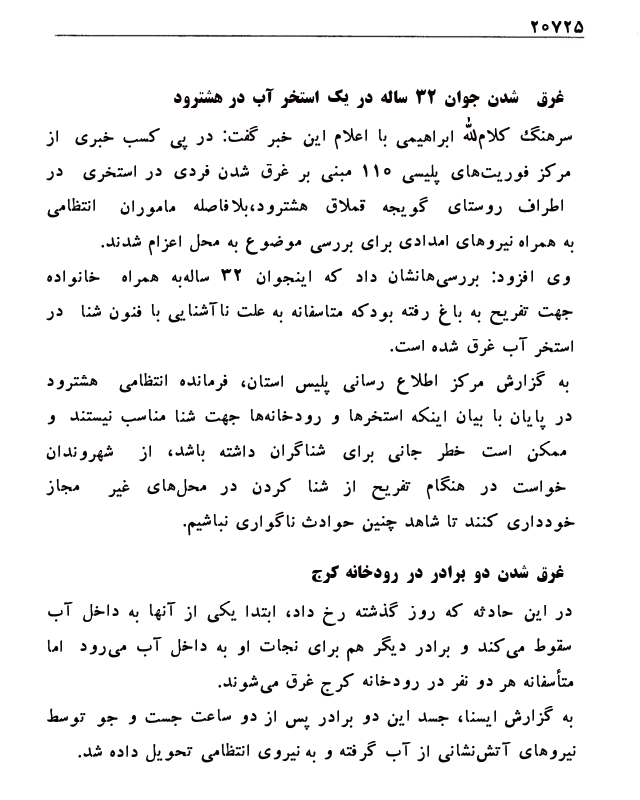 ۲۰۷۲۵
غرق شدن جوان ۳۲ ساله در یک استخر آب در هشترود
سرهنگ کلام‌الله ابراهیمی با اعلام این خبر گفت: در پی کسب خبری از
مرکز فوریت‌های پلیسی ۱۱۰ مبنی بر غرق شدن فردی در استخری در
اطراف روستای گویجه قملاق هشترود،بلافاصله ماموران انتظامی
به همراه نیروهای امدادی برای بررسی موضوع به محل اعزام شدند.
وی افزود: بررسی‌هانشان داد که اینجوان ۳۲ ساله‌به همراه خانواده
جهت تفریح به باغ رفته بودکه متاسفانه به علت ناآشنایی با فنون شنا در
استخر آب غرق شده است.
به گزارش مرکز اطلاع رسانی پلیس استان، فرمانده انتظامی هشترود
در پایان با بیان اینکه استخرها و رودخانه‌ها جهت شنا مناسب نیستند و
ممکن است خطر جانی برای شناگران داشته باشد، از شهروندان
خواست در هنگام تفریح از شنا کردن در محل‌های غیر مجاز
خودداری کنند تا شاهد چنین حوادث ناگواری نباشیم.
غرق شدن دو برادر در رودخانه کرج
در این حادثه که روز گذشته رخ داد، ابتدا یکی از آنها به داخل آب
سقوط می‌کند و برادر دیگر هم برای نجات او به داخل آب می‌رود اما
متأسفانه هر دو نفر در رودخانه کرج غرق می‌شوند.
به گزارش ایسنا، جسد این دو برادر پس از دو ساعت جست و جو توسط
نیروهای آتش‌نشانی از آب گرفته و به نیروی انتظامی تحویل داده شد.